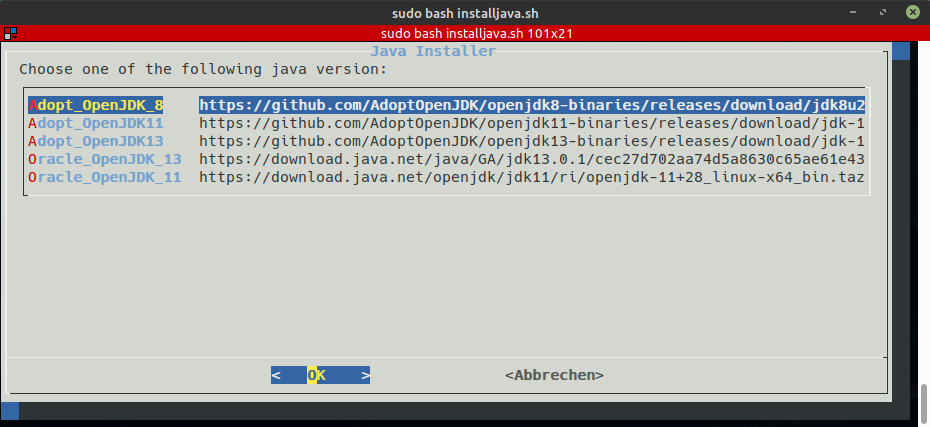 sudo bash installjava.sh
sudo bash installjava.sh 101x21
Java Installer
Choose one of the following java version:
Adopt_OpenJDK_8 https://github.com/AdoptOpenJDK/openjdk8-binaries/releases/download/jdk8u2
Adopt_OpenJDK11 https://github.com/AdoptOpenJDK/openjdk11-binaries/releases/download/jdk-1
Adopt_OpenJDK13 https://github.com/AdoptOpenJDK/openjdk13-binaries/releases/download/jdk-1
Oracle_OpenJDK_13 https://download.java.net/java/GA/jdk13.0.1/cec27d702aa74d5a8630c65ae61e43
Oracle_OpenJDK_11 https://download.java.net/openjdk/jdk11/ri/openjdk-11+28_linux-x64_bin.taz
< OK > <Abbrechen>